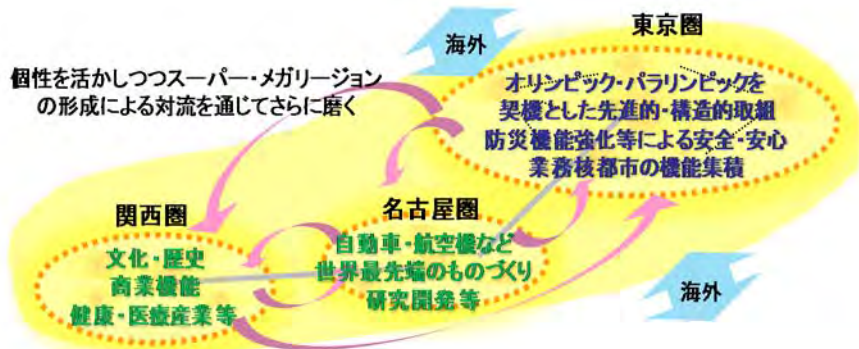 海外
東京圏
個性を活かしつつスーパー・メガリージョン
の形成による対流を通じてさらに磨く
オリンピック・パラリンピックを
契機とした先進的・構造的取組
防災機能強化等による安全・安心
業務核都市の機能集積
関西圏
文化・歴史
商業機能
健康・医療産業等
名古屋圏
自動車・航空機など
世界最先端のものづくり
研究開発等
海外